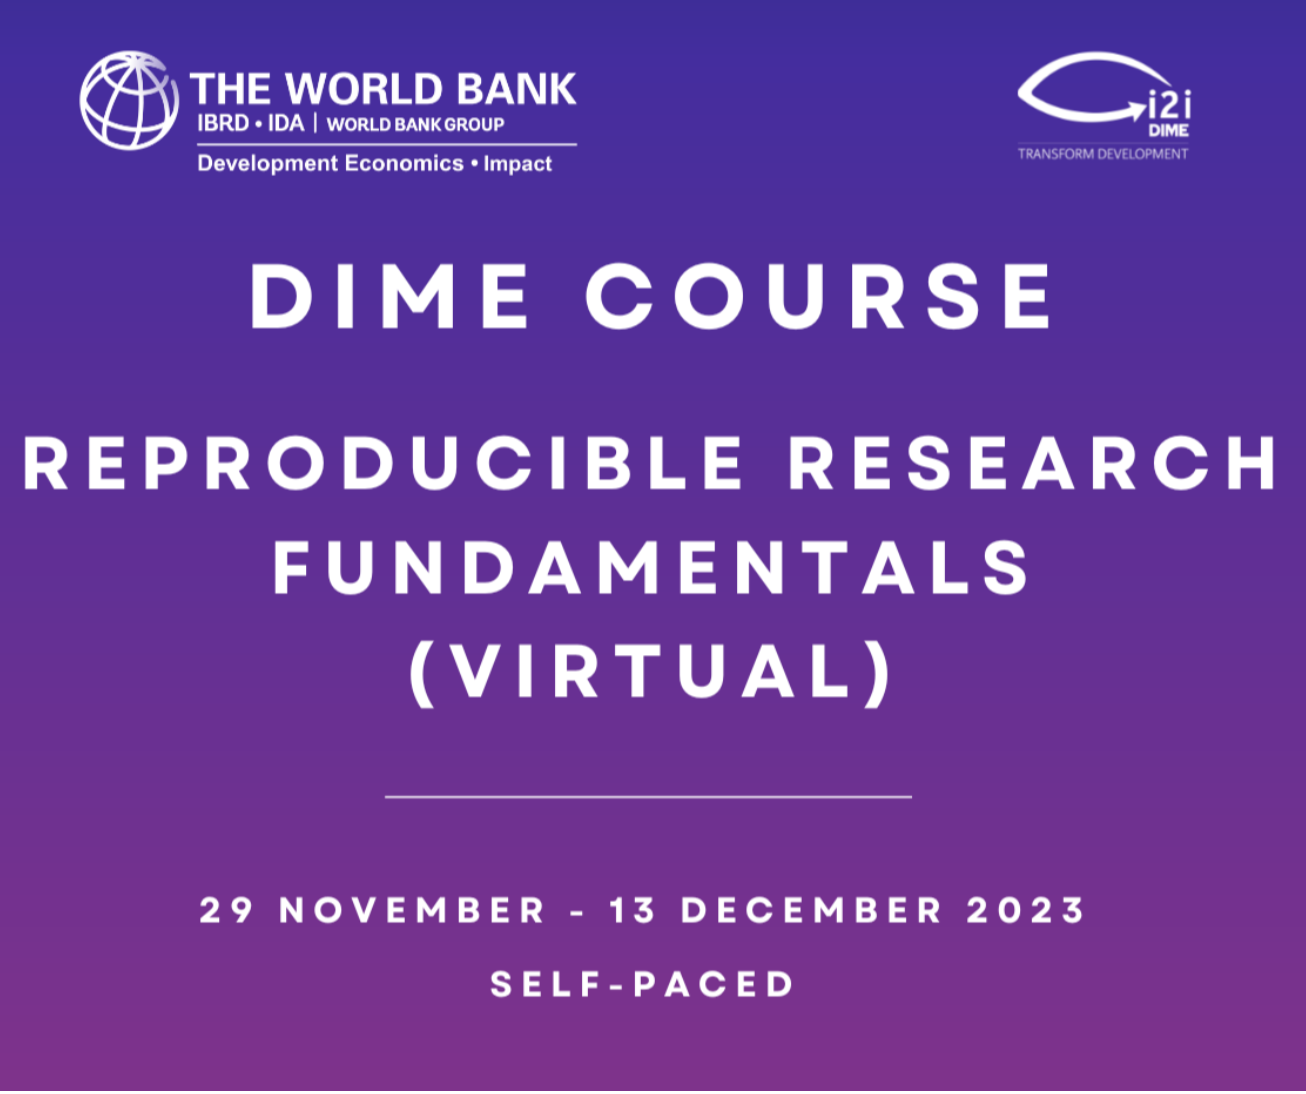 THE WORLD BANK
IBRD • IDA | WORLD BANK GROUP
Development Economics • Impact
i2i
DIME
TRANSFORM DEVELOPMENT
DIME COURSE
REPRODUCIBLE RESEARCH
FUNDAMENTALS
(VIRTUAL)
29 NOVEMBER - 13 DECEMBER 2023
SELF-PACED